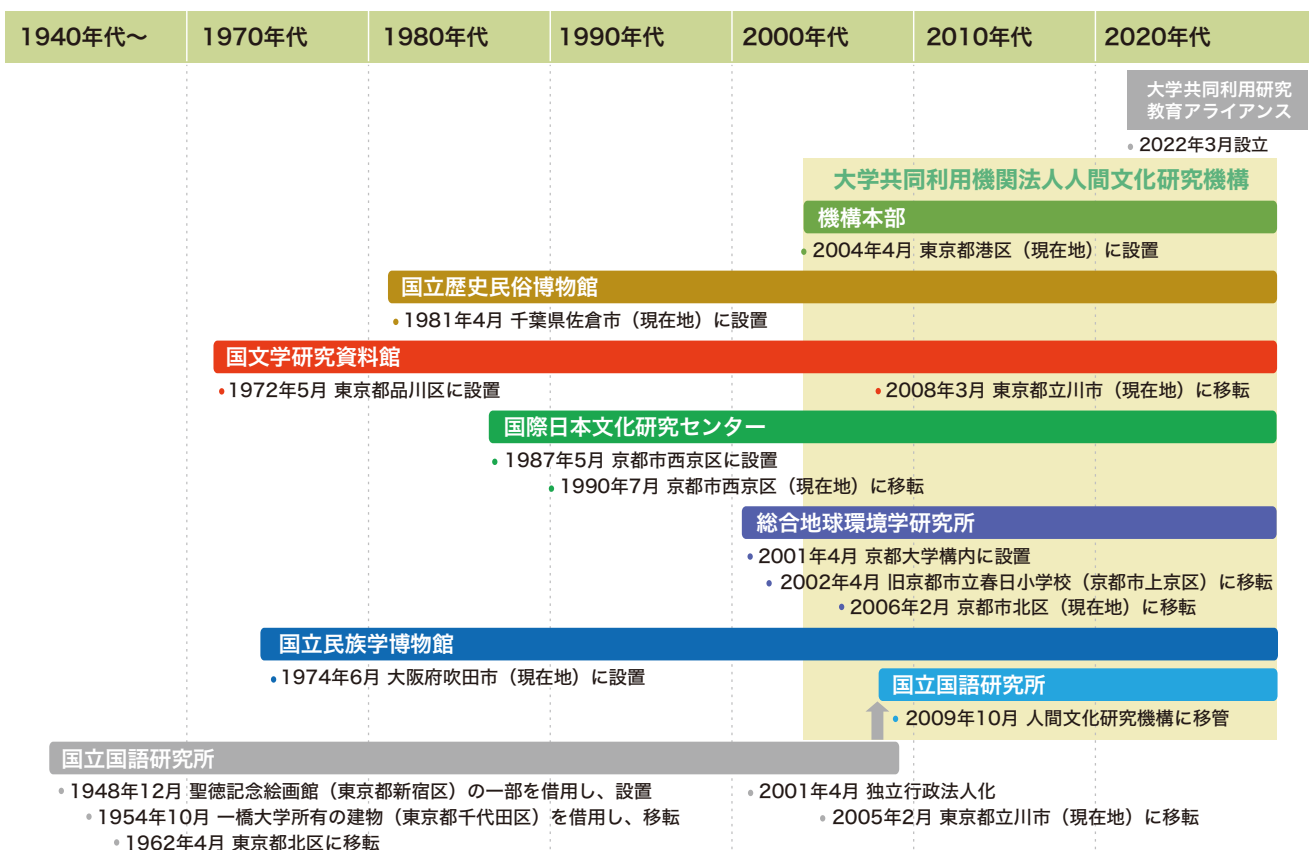 1940年代～ 1970年代 1980年代 1990年代 2000年代 2010年代 2020年代
大学共同利用研究
教育アライアンス
2022年3月設立
大学共同利用機関法人人間文化研究機構
機構本部
2004年4月 東京都港区（現在地）に設置
国立歴史民俗博物館
1981年4月 千葉県佐倉市（現在地）に設置
国文学研究資料館
1972年5月 東京都品川区に設置
2008年3月 東京都立川市（現在地）に移転
国際日本文化研究センター
1987年5月 京都市西京区に設置
1990年7月 京都市西京区（現在地）に移転
総合地球環境学研究所
2001年4月 京都大学構内に設置
2002年4月 旧京都市立春日小学校（京都市上京区）に移転
2006年2月 京都市北区（現在地）に移転
国立民族学博物館
1974年6月 大阪府吹田市（現在地）に設置
国立国語研究所
2009年10月 人間文化研究機構に移管
国立国語研究所
1948年12月 聖徳記念絵画館（東京都新宿区）の一部を借用し、設置
1954年10月 一橋大学所有の建物（東京都千代田区）を借用し、移転
1962年4月 東京都北区に移転
2001年4月 独立行政法人化
2005年2月 東京都立川市（現在地）に移転